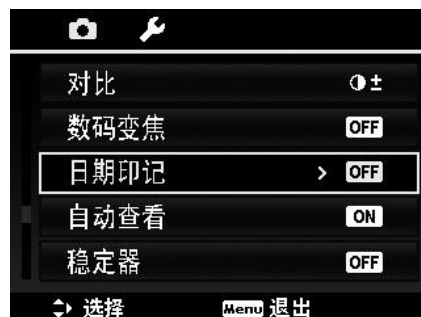 对比 ±
数码变焦 OFF
日期印记 > OFF
自动查看 ON
稳定器 OFF
选择 Menu 退出